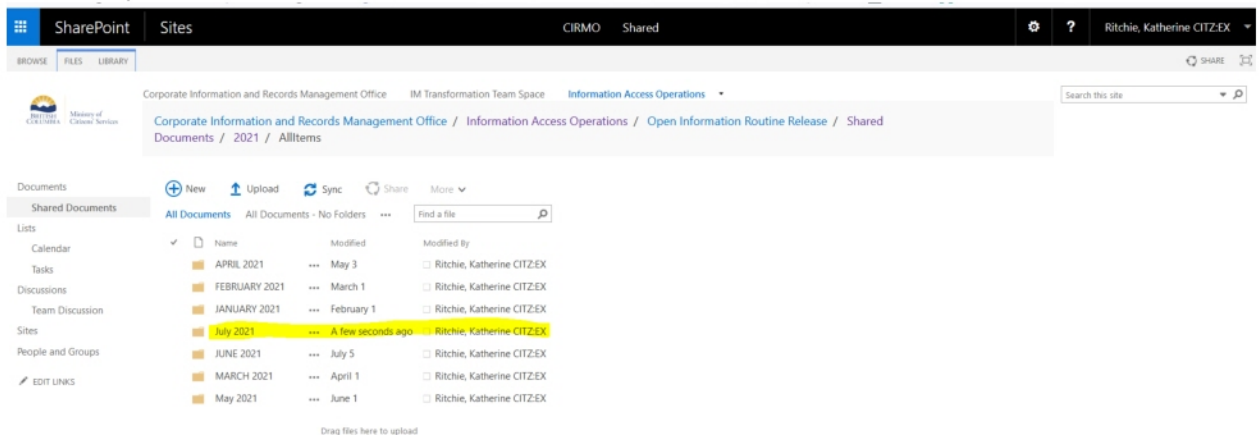 SharePoint Sites CIRMO Shared ? Ritchie, Katherine CITZ:EX
BROWSE FILES LIBRARY SHARE
Corporate Information and Records Management Office IM Transformation Team Space Information Access Operations Search this site
BRITISH COLUMBIA Ministry of Citizens' Services
Corporate Information and Records Management Office / Information Access Operations / Open Information Routine Release / Shared
Documents / 2021 / AllItems
Documents
Shared Documents
Lists
Calendar
Tasks
Discussions
Team Discussion
Sites
People and Groups
EDIT LINKS
New Upload Sync Share More
All Documents All Documents - No Folders ••• Find a file
Name Modified Modified By
APRIL 2021 ••• May 3 Ritchie, Katherine CITZ:EX
FEBRUARY 2021 ••• March 1 Ritchie, Katherine CITZ:EX
JANUARY 2021 ••• February 1 Ritchie, Katherine CITZ:EX
July 2021 ••• A few seconds ago Ritchie, Katherine CITZ:EX
JUNE 2021 ••• July 5 Ritchie, Katherine CITZ:EX
MARCH 2021 ••• April 1 Ritchie, Katherine CITZ:EX
May 2021 ••• June 1 Ritchie, Katherine CITZ:EX
Drag files here to upload